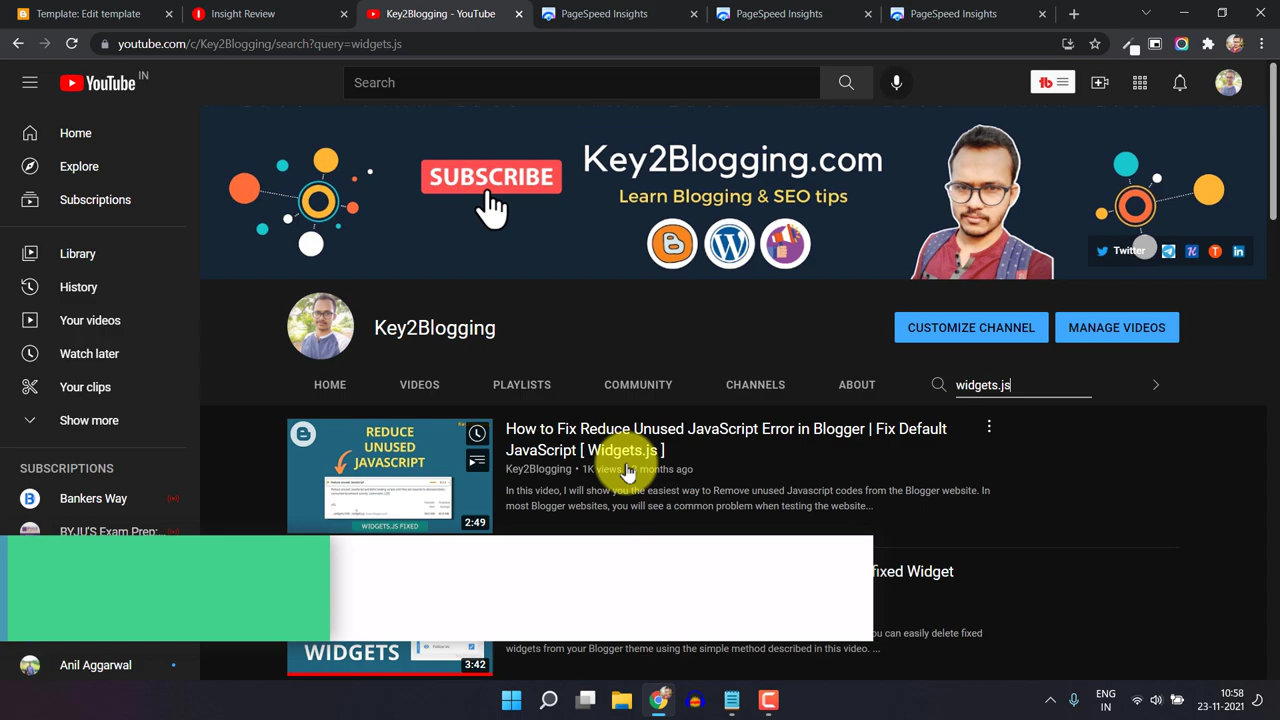 Template: Edit template
Insight Review
Key2Blogging - YouTube
PageSpeed Insights
PageSpeed Insights
PageSpeed Insights
youtube.com/c/Key2Blogging/search?query=widgets.js
YouTube IN
Search
Home
Explore
Subscriptions
Library
History
Your videos
Watch later
Your clips
Show more
SUBSCRIPTIONS
Bankers Way
BYJU'S Exam Prep:...
Anil Aggarwal
SUBSCRIBE
Key2Blogging.com
Learn Blogging & SEO tips
Twitter
Key2Blogging
CUSTOMIZE CHANNEL
MANAGE VIDEOS
HOME
VIDEOS
PLAYLISTS
COMMUNITY
CHANNELS
ABOUT
widgets.js
REDUCE
UNUSED
JAVASCRIPT
WIDGETS.JS FIXED
2:49
How to Fix Reduce Unused JavaScript Error in Blogger | Fix Default
JavaScript [ Widgets.js ]
Key2Blogging • 1K views • 2 months ago
In this video, I will show you the easiest way to Remove unused Javascript codes from the Blogger website. In
most Blogger websites, you will see a common problem when testing the website...
fixed Widget
ou can easily delete fixed
widgets from your Blogger theme using the simple method described in this video. ...
WIDGETS
3:42
ENG
IN
10:58
23-11-2021